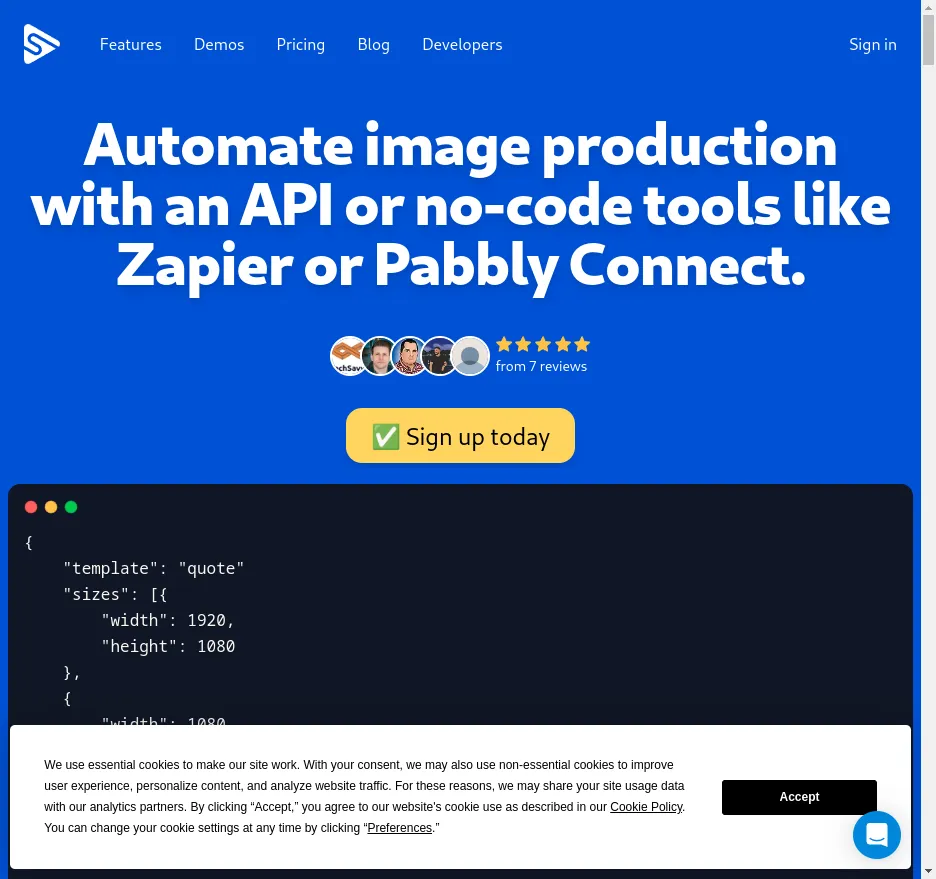 Features Demos Pricing Blog Developers Sign in
Automate image production
with an API or no-code tools like
Zapier or Pabbly Connect.
from 7 reviews
✅ Sign up today
{
    "template": "quote"
    "sizes": [{
        "width": 1920,
        "height": 1080
    },
    {
        "width": 1080
We use essential cookies to make our site work. With your consent, we may also use non-essential cookies to improve
user experience, personalize content, and analyze website traffic. For these reasons, we may share your site usage data
with our analytics partners. By clicking “Accept,” you agree to our website's cookie use as described in our Cookie Policy.
You can change your cookie settings at any time by clicking “Preferences.”
Accept